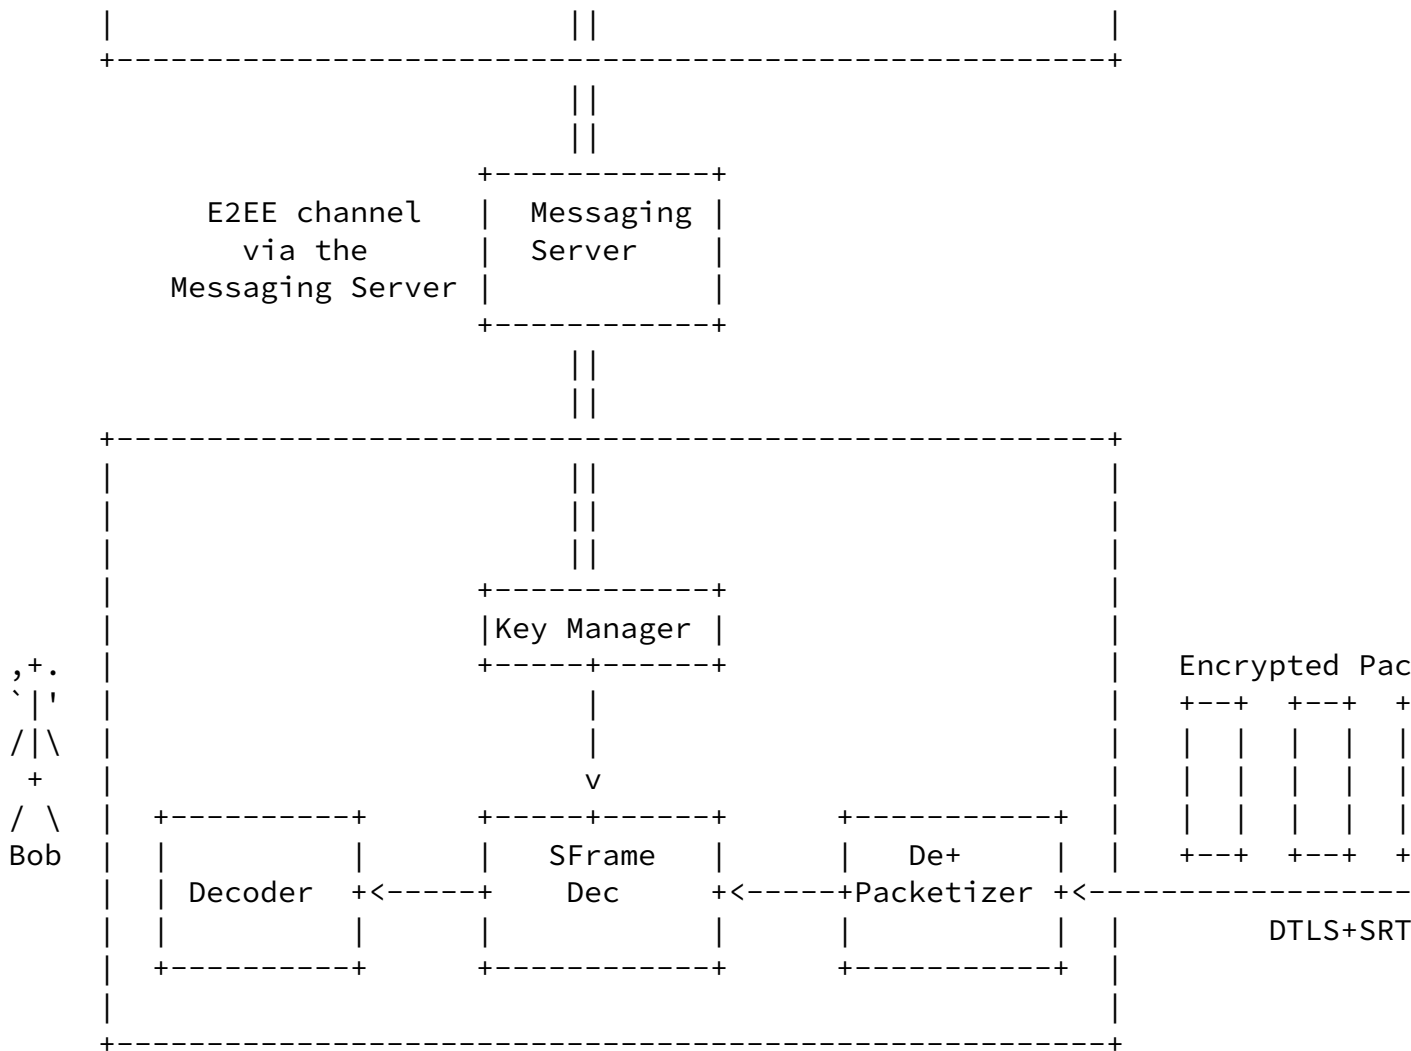 E2EE channel
via the
Messaging Server
Messaging
Server
Key Manager
Encrypted Pac
Bob
Decoder
SFrame
Dec
De+
Packetizer
DTLS+SRT